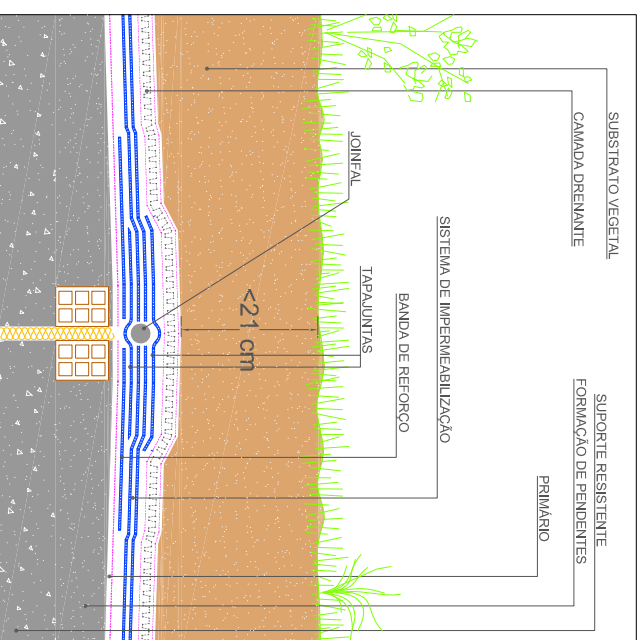 SUBSTRATO VEGETAL
CAMADA DRENANTE
JOINFAL
SISTEMA DE IMPERMEABILIZAÇÃO
TAPAJUNTAS
BANDA DE REFORÇO
<21 cm
SUPORTE RESISTENTE
FORMAÇÃO DE PENDENTES
PRIMÁRIO